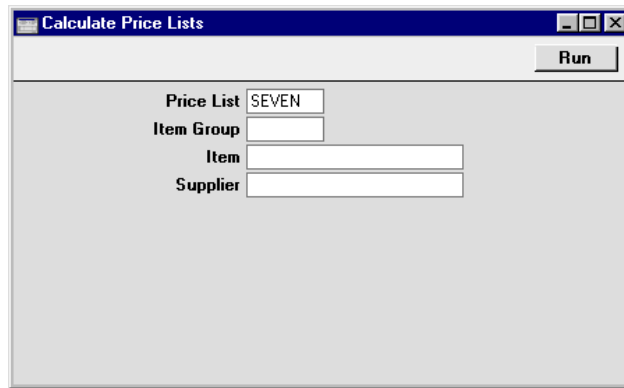 Calculate Price Lists
Run
Price List SEVEN
Item Group
Item
Supplier